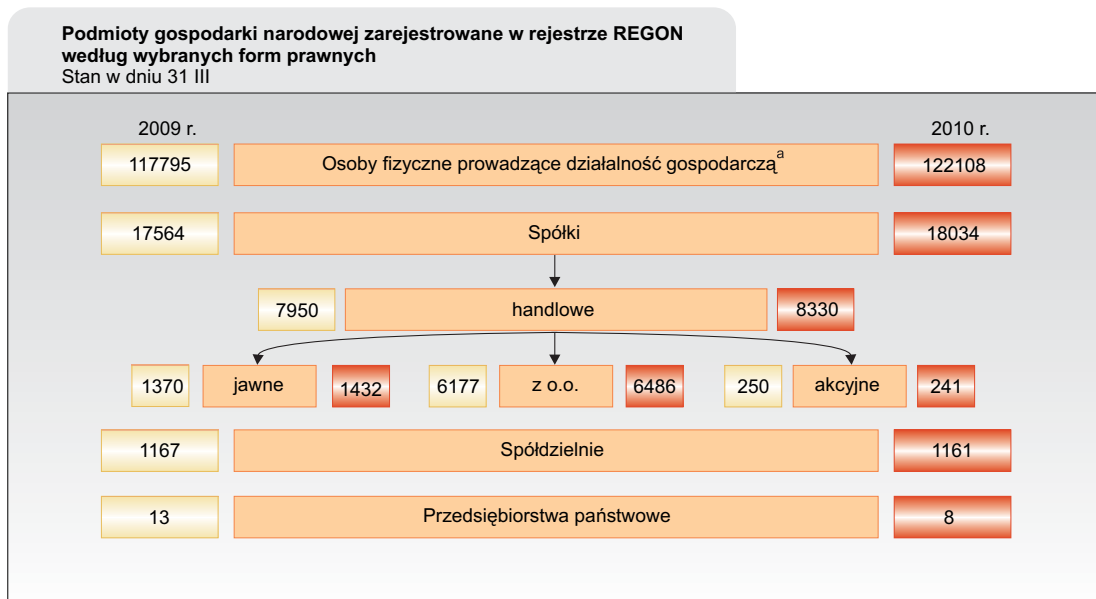 Podmioty gospodarki narodowej zarejestrowane w rejestrze REGON
według wybranych form prawnych
Stan w dniu 31 III
2009 r. 2010 r.
117795 Osoby fizyczne prowadzące działalność gospodarczą a 122108
17564 Spółki 18034
7950 handlowe 8330
1370 jawne 1432 6177 z o.o. 6486 250 akcyjne 241
1167 Spółdzielnie 1161
13 Przedsiębiorstwa państwowe 8